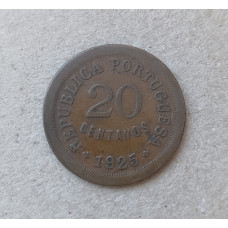 REPUBLICA PORTUGUESA
20
CENTAVOS
* 1925 *